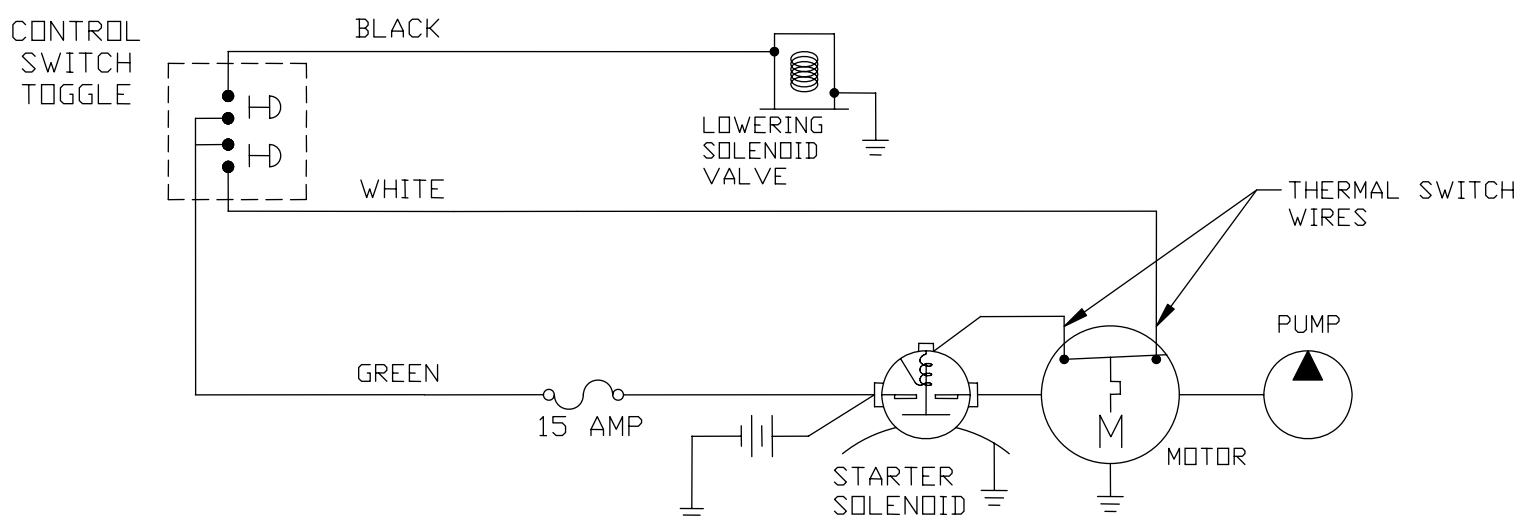 CONTROL
SWITCH
TOGGLE
BLACK
LOWERING
SOLENOID
VALVE
WHITE
THERMAL SWITCH
WIRES
PUMP
GREEN
15 AMP
M
MOTOR
STARTER
SOLENOID